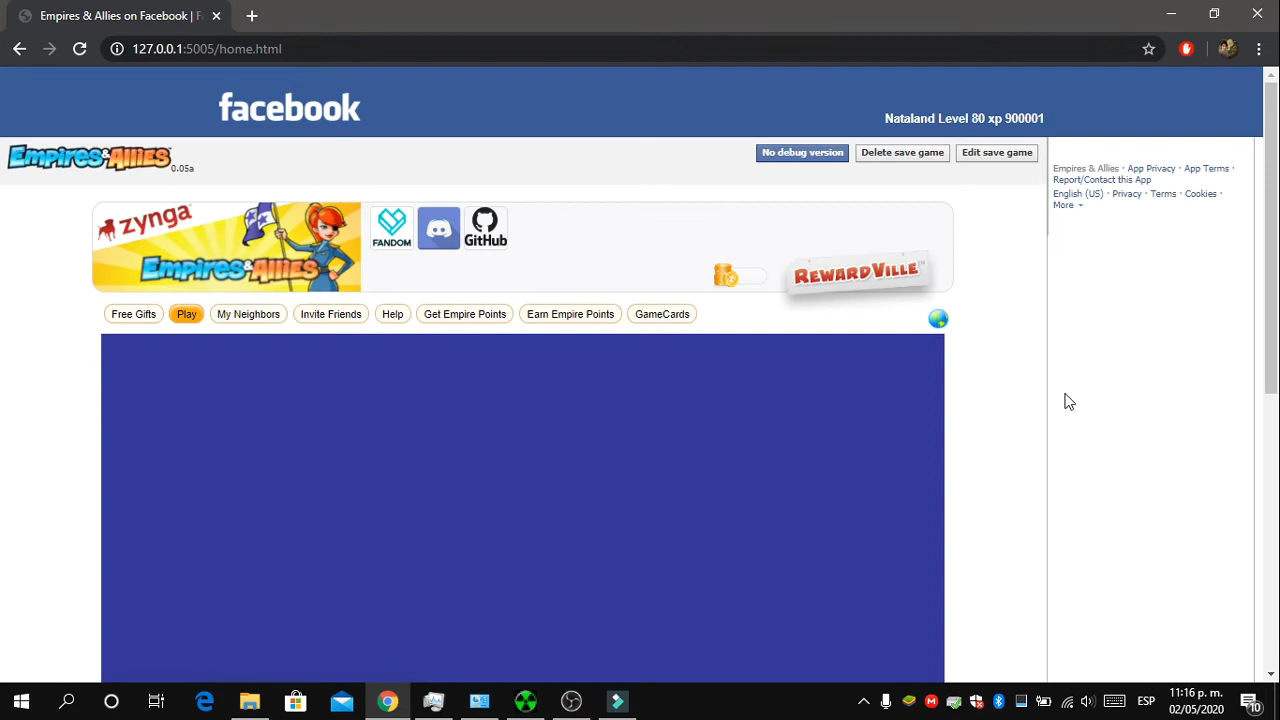 Empires & Allies on Facebook | F
127.0.0.1:5005/home.html
facebook
Nataland Level 80 xp 900001
Empires & Allies
0.05a
No debug version
Delete save game
Edit save game
Empires & Allies · App Privacy · App Terms ·
Report/Contact this App
English (US) · Privacy · Terms · Cookies ·
More
zynga
Empires & Allies
FANDOM
GitHub
REWARDVILLE™
Free Gifts
Play
My Neighbors
Invite Friends
Help
Get Empire Points
Earn Empire Points
GameCards
ESP
11:16 p. m.
02/05/2020
10